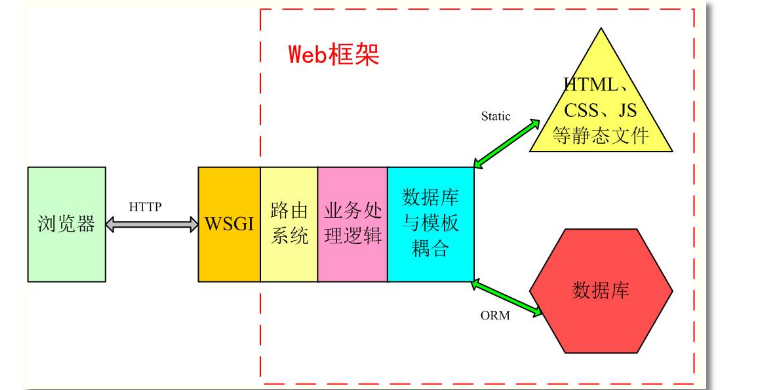 Web框架
HTML、
CSS、JS
等静态文件
Static
浏览器
HTTP
WSGI
路由
系统
业务处
理逻辑
数据库
与模板
耦合
ORM
数据库